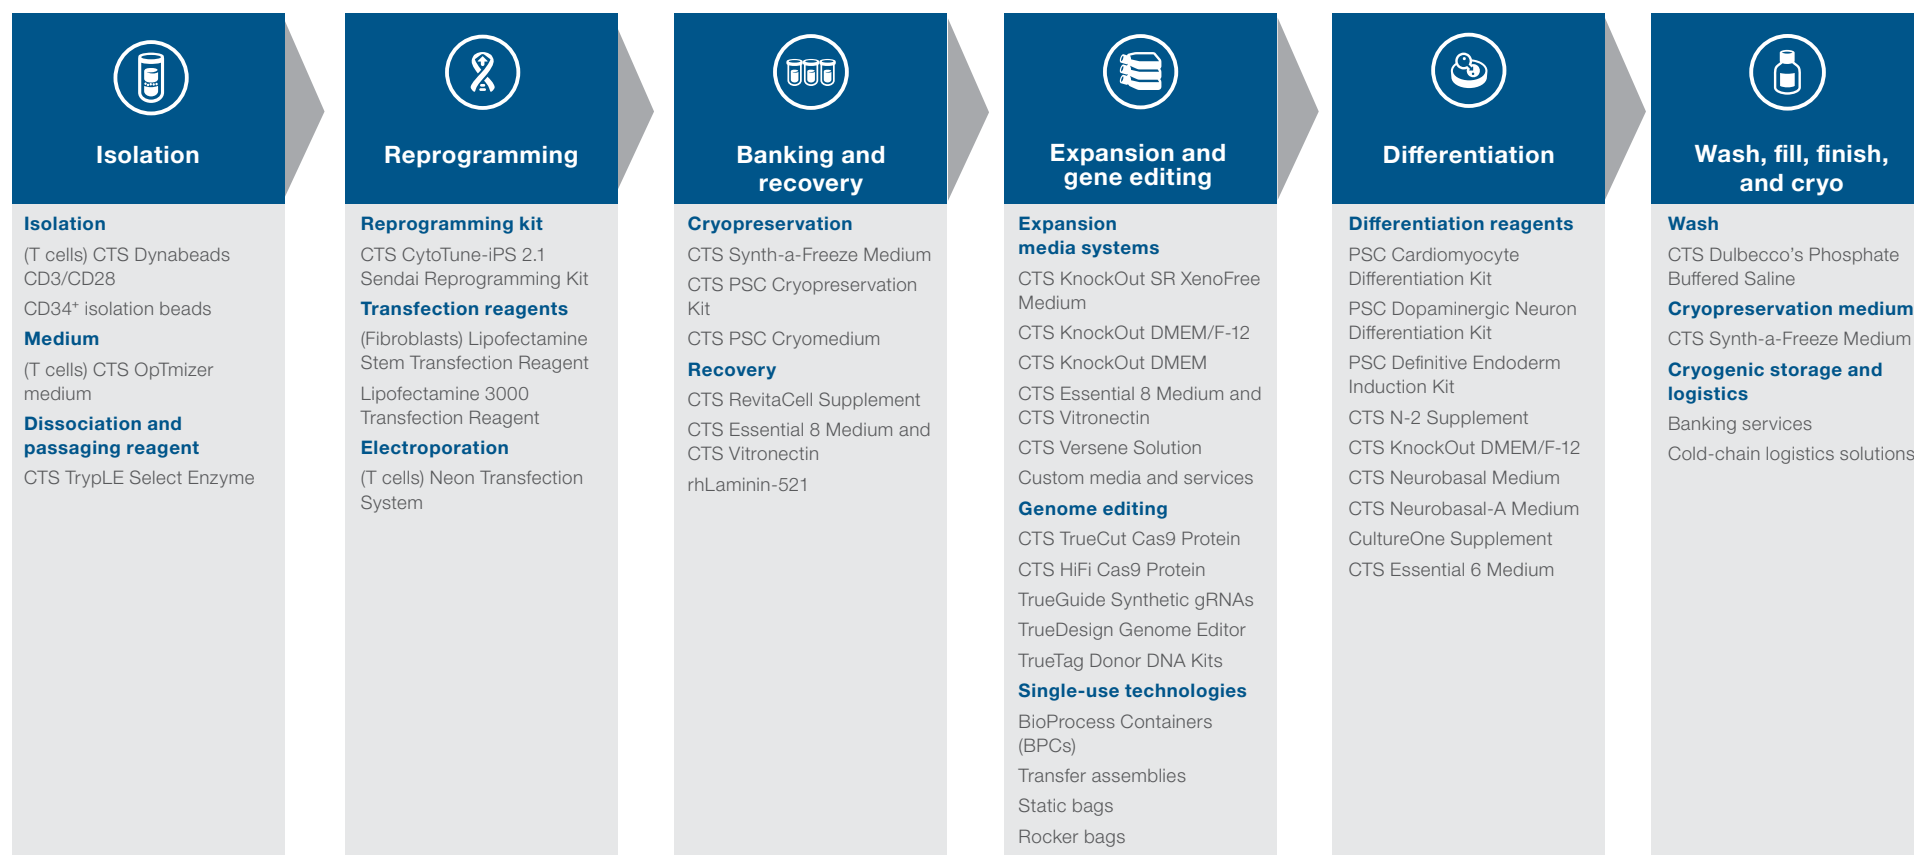 Isolation
Isolation
(T cells) CTS Dynabeads
CD3/CD28
CD34+ isolation beads
Medium
(T cells) CTS OpTmizer
medium
Dissociation and
passaging reagent
CTS TrypLE Select Enzyme
Reprogramming
Reprogramming kit
CTS CytoTune-iPS 2.1
Sendai Reprogramming Kit
Transfection reagents
(Fibroblasts) Lipofectamine
Stem Transfection Reagent
Lipofectamine 3000
Transfection Reagent
Electroporation
(T cells) Neon Transfection
System
Banking and
recovery
Cryopreservation
CTS Synth-a-Freeze Medium
CTS PSC Cryopreservation
Kit
CTS PSC Cryomedium
Recovery
CTS RevitaCell Supplement
CTS Essential 8 Medium and
CTS Vitronectin
rhLaminin-521
Expansion and
gene editing
Expansion
media systems
CTS KnockOut SR XenoFree
Medium
CTS KnockOut DMEM/F-12
CTS KnockOut DMEM
CTS Essential 8 Medium and
CTS Vitronectin
CTS Versene Solution
Custom media and services
Genome editing
CTS TrueCut Cas9 Protein
CTS HiFi Cas9 Protein
TrueGuide Synthetic gRNAs
TrueDesign Genome Editor
TrueTag Donor DNA Kits
Single-use technologies
BioProcess Containers
(BPCs)
Transfer assemblies
Static bags
Rocker bags
Differentiation
Differentiation reagents
PSC Cardiomyocyte
Differentiation Kit
PSC Dopaminergic Neuron
Differentiation Kit
PSC Definitive Endoderm
Induction Kit
CTS N-2 Supplement
CTS KnockOut DMEM/F-12
CTS Neurobasal Medium
CTS Neurobasal-A Medium
CultureOne Supplement
CTS Essential 6 Medium
Wash, fill, finish,
and cryo
Wash
CTS Dulbecco's Phosphate
Buffered Saline
Cryopreservation medium
CTS Synth-a-Freeze Medium
Cryogenic storage and
logistics
Banking services
Cold-chain logistics solutions